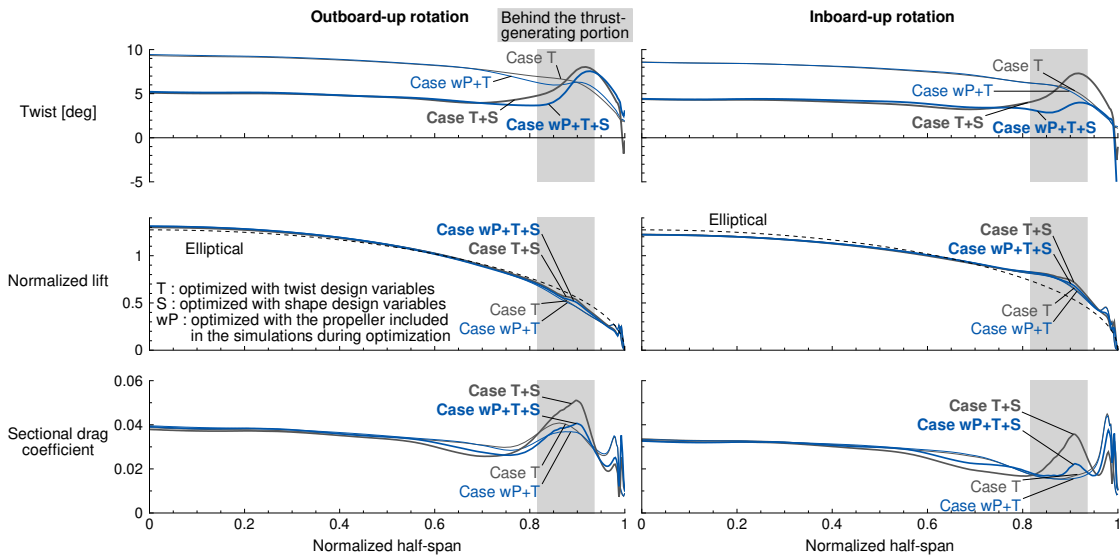 Outboard-up rotation
Behind the thrust-
generating portion
Inboard-up rotation
Twist [deg]
10
5
0
-5
Case T
Case wP+T
Case T+S
Case wP+T+S
Case T
Case wP+T
Case T+S
Case wP+T+S
Normalized lift
1
0.5
0
Elliptical
Case wP+T+S
Case T+S
Case T
Case wP+T
T : optimized with twist design variables
S : optimized with shape design variables
wP : optimized with the propeller included
in the simulations during optimization
Elliptical
Case T+S
Case wP+T+S
Case T
Case wP+T
Sectional drag
coefficient
0.06
0.04
0.02
0
Case T+S
Case wP+T+S
Case T
Case wP+T
Case T+S
Case wP+T+S
Case T
Case wP+T
0 0.2 0.4 0.6 0.8 1
0 0.2 0.4 0.6 0.8 1
Normalized half-span
Normalized half-span